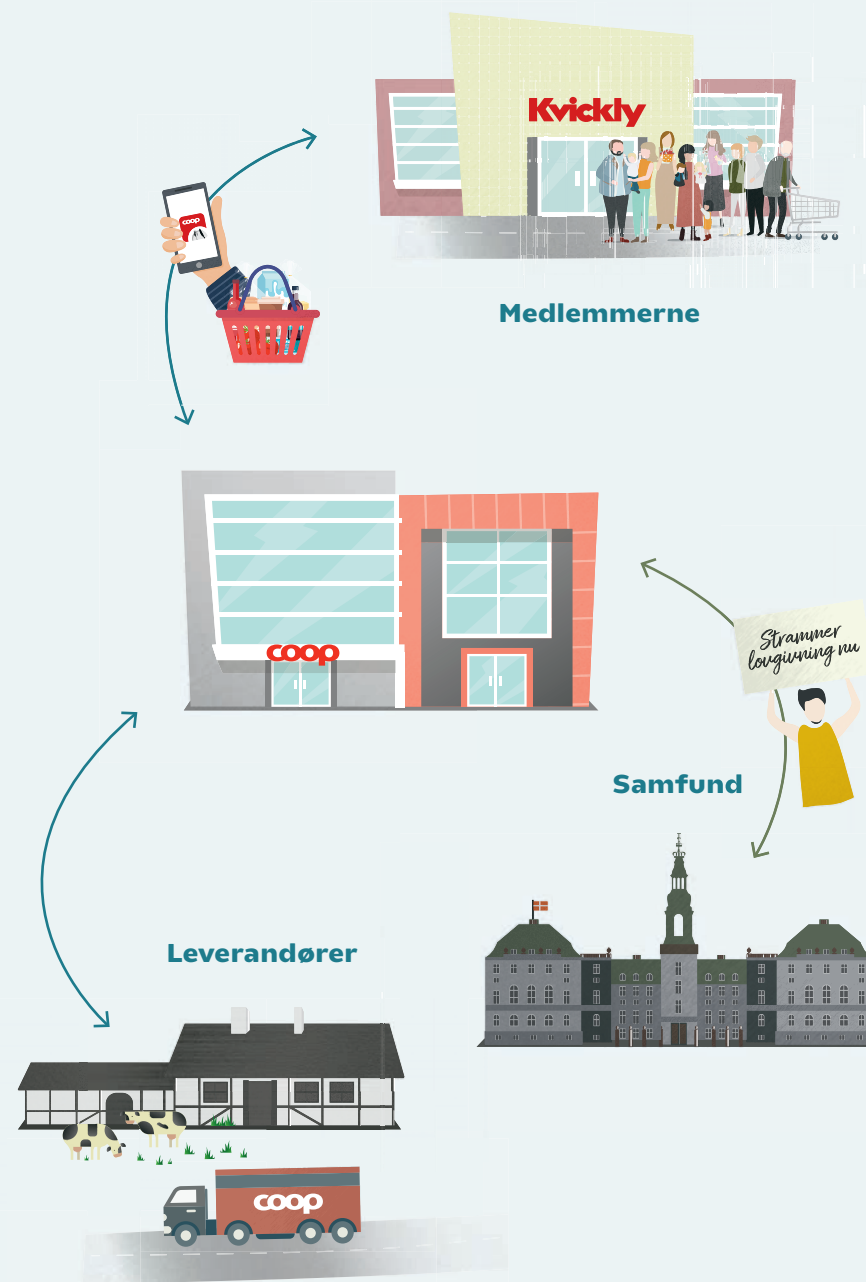 Kvickly
coop
Medlemmerne
coop
Strammer
lovgivning nu
Samfund
Leverandører
coop